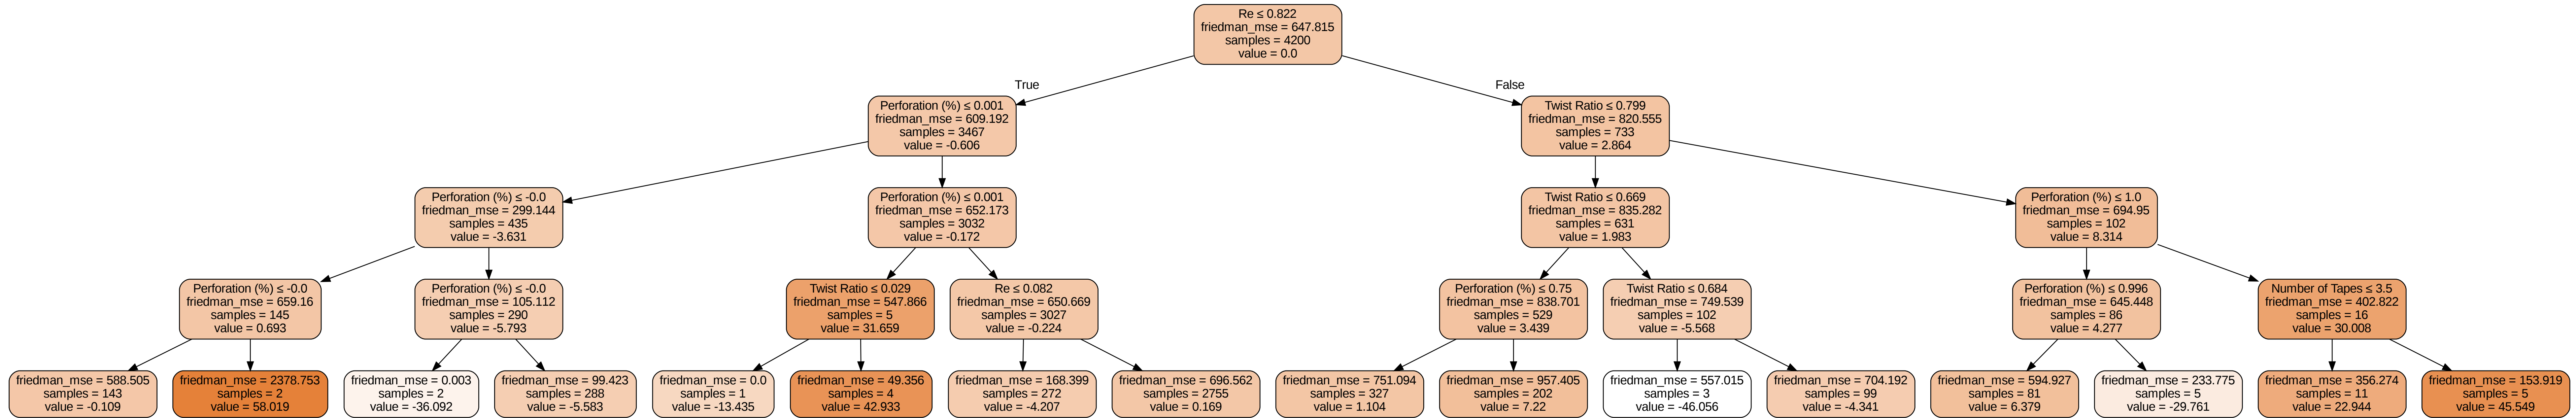 Re ≤ 0.822
friedman_mse = 647.815
samples = 4200
value = 0.0
True
False
Perforation (%) ≤ 0.001
friedman_mse = 609.192
samples = 3467
value = -0.606
Twist Ratio ≤ 0.799
friedman_mse = 820.555
samples = 733
value = 2.864
Perforation (%) ≤ -0.0
friedman_mse = 299.144
samples = 435
value = -3.631
Perforation (%) ≤ 0.001
friedman_mse = 652.173
samples = 3032
value = -0.172
Twist Ratio ≤ 0.669
friedman_mse = 835.282
samples = 631
value = 1.983
Perforation (%) ≤ 1.0
friedman_mse = 694.95
samples = 102
value = 8.314
Perforation (%) ≤ -0.0
friedman_mse = 659.16
samples = 145
value = 0.693
Perforation (%) ≤ -0.0
friedman_mse = 105.112
samples = 290
value = -5.793
Twist Ratio ≤ 0.029
friedman_mse = 547.866
samples = 5
value = 31.659
Re ≤ 0.082
friedman_mse = 650.669
samples = 3027
value = -0.224
Perforation (%) ≤ 0.75
friedman_mse = 838.701
samples = 529
value = 3.439
Twist Ratio ≤ 0.684
friedman_mse = 749.539
samples = 102
value = -5.568
Perforation (%) ≤ 0.996
friedman_mse = 645.448
samples = 86
value = 4.277
Number of Tapes ≤ 3.5
friedman_mse = 402.822
samples = 16
value = 30.008
friedman_mse = 588.505
samples = 143
value = -0.109
friedman_mse = 2378.753
samples = 2
value = 58.019
friedman_mse = 0.003
samples = 2
value = -36.092
friedman_mse = 99.423
samples = 288
value = -5.583
friedman_mse = 0.0
samples = 1
value = -13.435
friedman_mse = 49.356
samples = 4
value = 42.933
friedman_mse = 168.399
samples = 272
value = -4.207
friedman_mse = 696.562
samples = 2755
value = 0.169
friedman_mse = 751.094
samples = 327
value = 1.104
friedman_mse = 957.405
samples = 202
value = 7.22
friedman_mse = 557.015
samples = 3
value = -46.056
friedman_mse = 704.192
samples = 99
value = -4.341
friedman_mse = 594.927
samples = 81
value = 6.379
friedman_mse = 233.775
samples = 5
value = -29.761
friedman_mse = 356.274
samples = 11
value = 22.944
friedman_mse = 153.919
samples = 5
value = 45.549